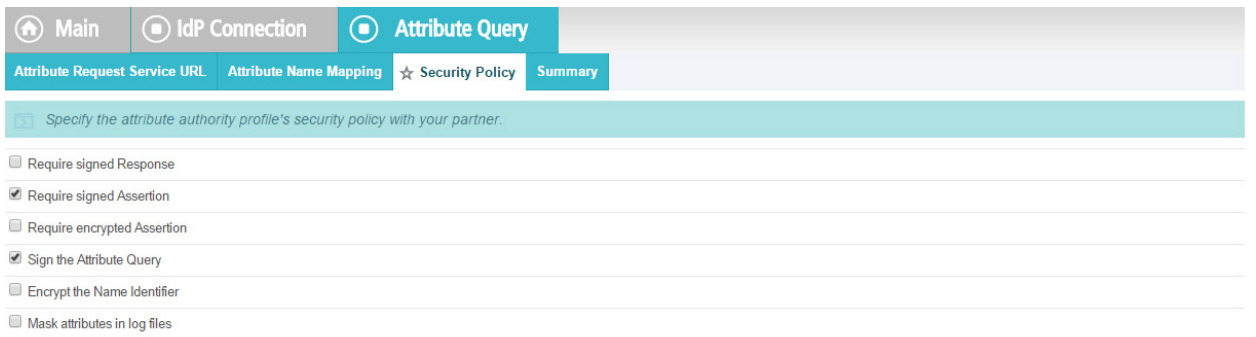 Main IdP Connection Attribute Query
Attribute Request Service URL Attribute Name Mapping Security Policy Summary
Specify the attribute authority profile's security policy with your partner.
Require signed Response
Require signed Assertion
Require encrypted Assertion
Sign the Attribute Query
Encrypt the Name Identifier
Mask attributes in log files